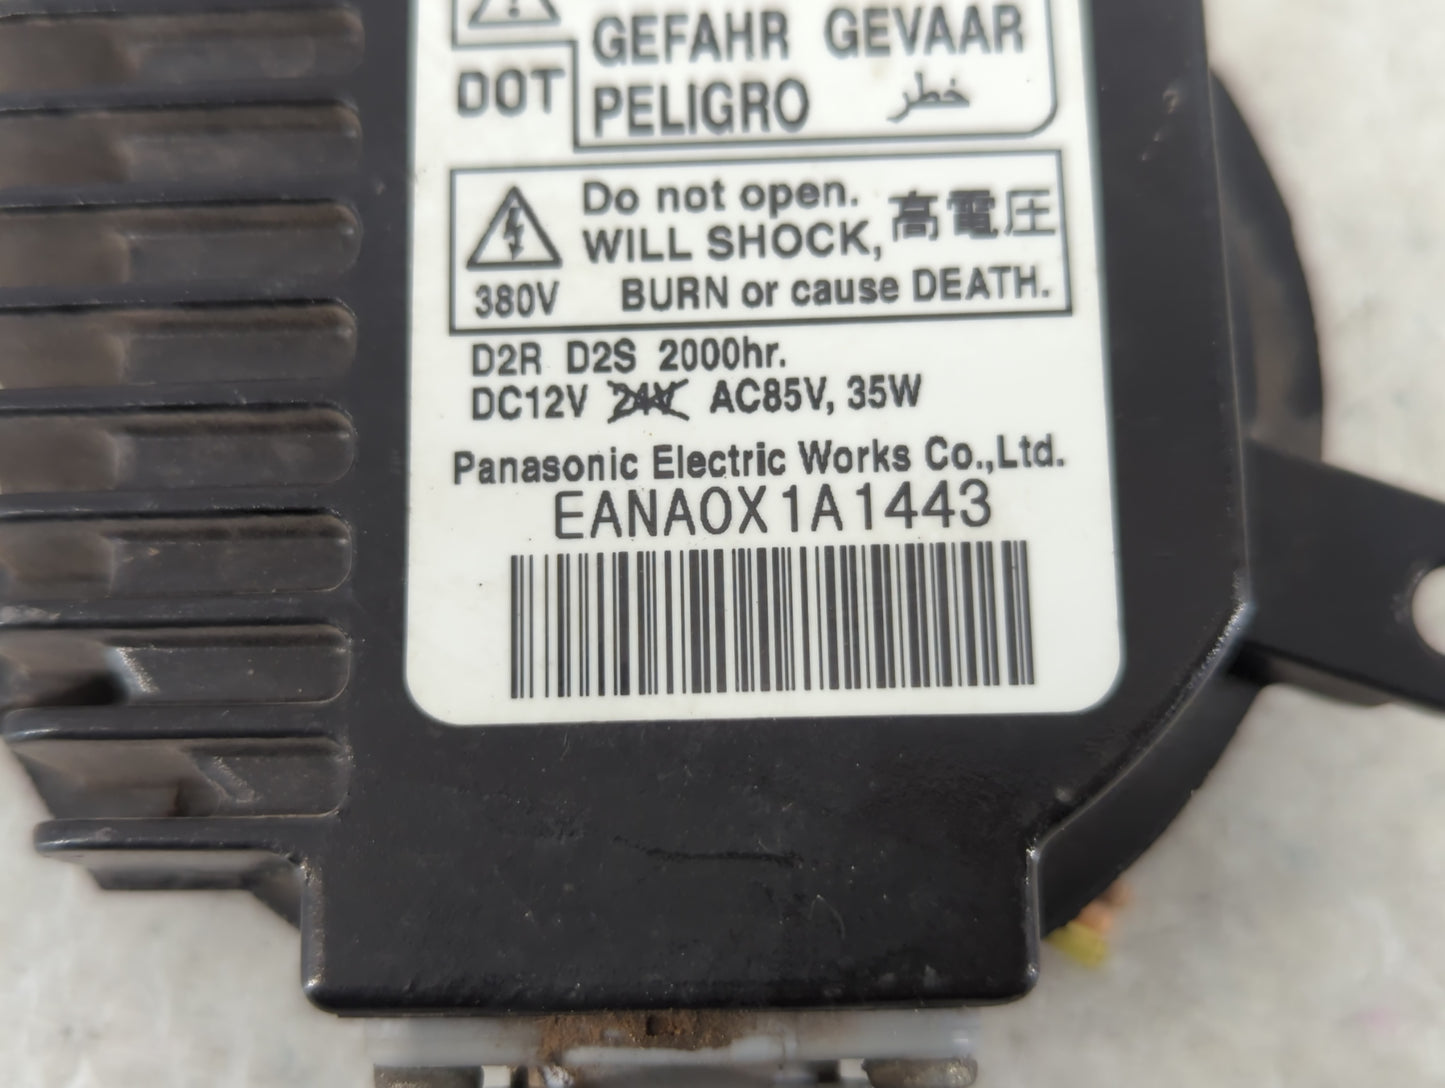 GEFAHR GEVAAR
DOT
PELIGRO خطر
Do not open.
WILL SHOCK, 高電圧
380V BURN or cause DEATH.
D2R D2S 2000hr.
DC12V 24V AC85V, 35W
Panasonic Electric Works Co.,Ltd.
EANA0X1A1443